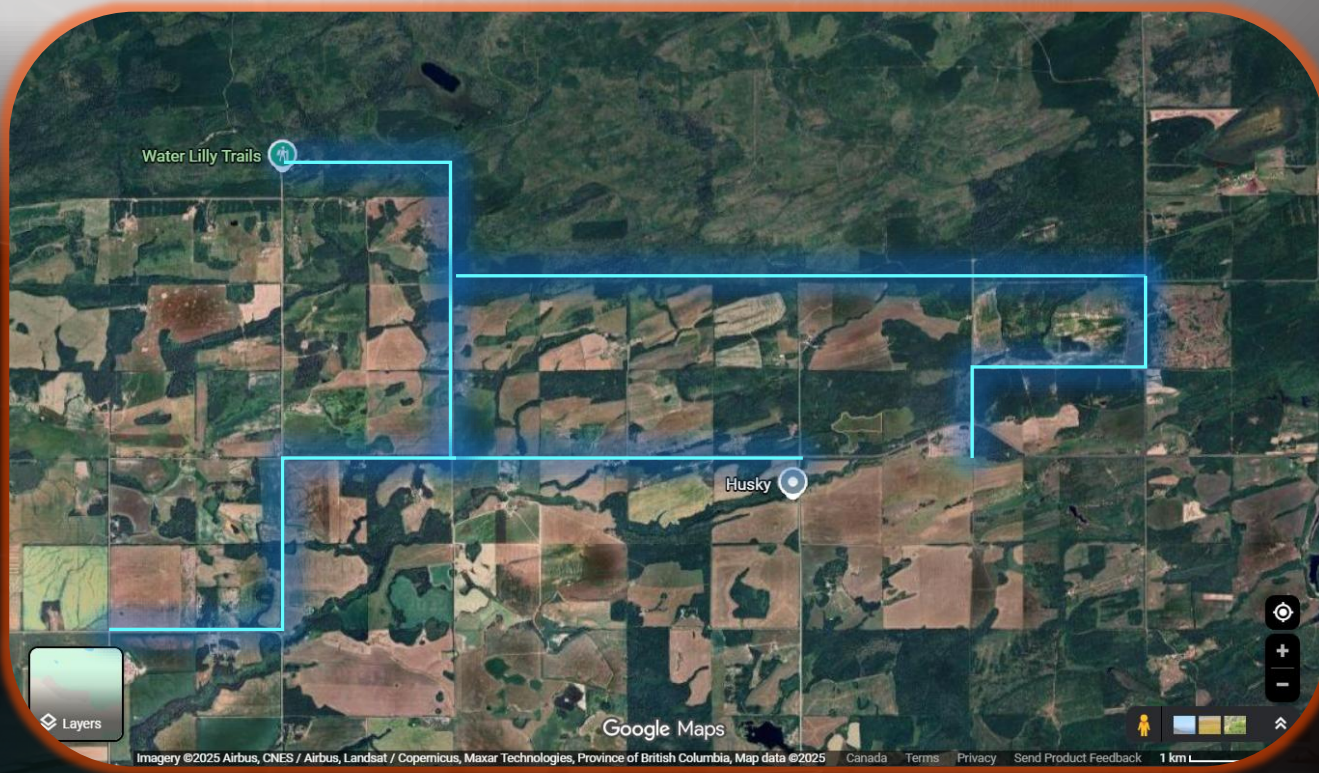 Water Lilly Trails
Husky
Layers
Google Maps
Imagery ©2025 Airbus, CNES / Airbus, Landsat / Copernicus, Maxar Technologies, Province of British Columbia, Map data ©2025 Canada Terms Privacy Send Product Feedback 1 km